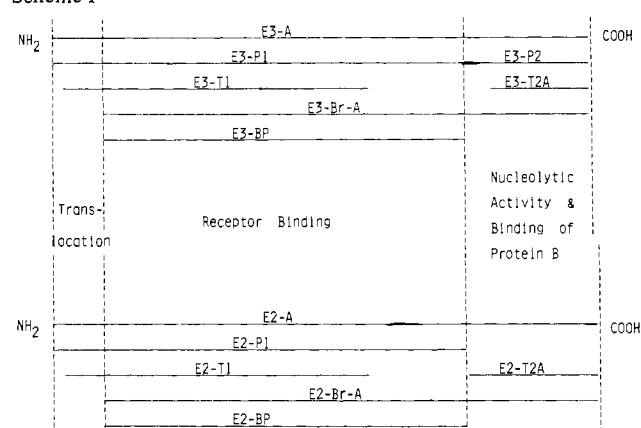 Scheme I
NH2 E3-A COOH
E3-P1 E3-P2
E3-T1 E3-T2A
E3-Br-A
E3-BP
Nucleolytic
Trans- Activity &
Receptor Binding Binding of
location Protein B
NH2 E2-A COOH
E2-P1
E2-T1 E2-T2A
E2-Br-A
E2-BP